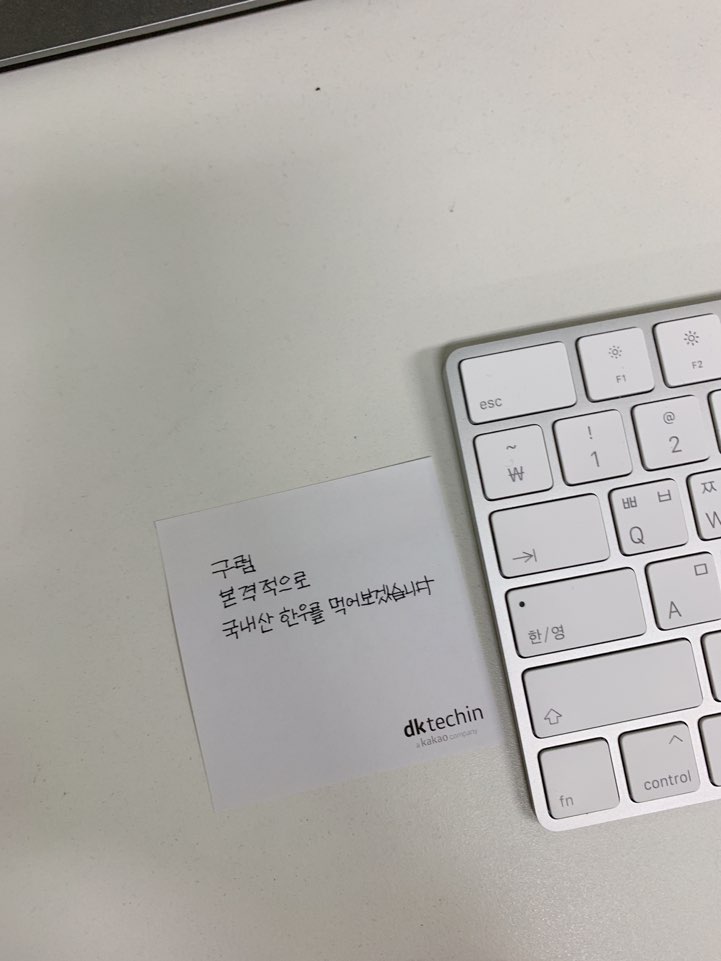 구럼
본격적으로
국내산 한우를 먹어보겠습니다
dktechin
a kakao company
esc
F1
F2
~
₩
!
1
@
2
ㅃ ㅂ
Q
ㅉ
W
한/영
ㅁ
A
fn
control